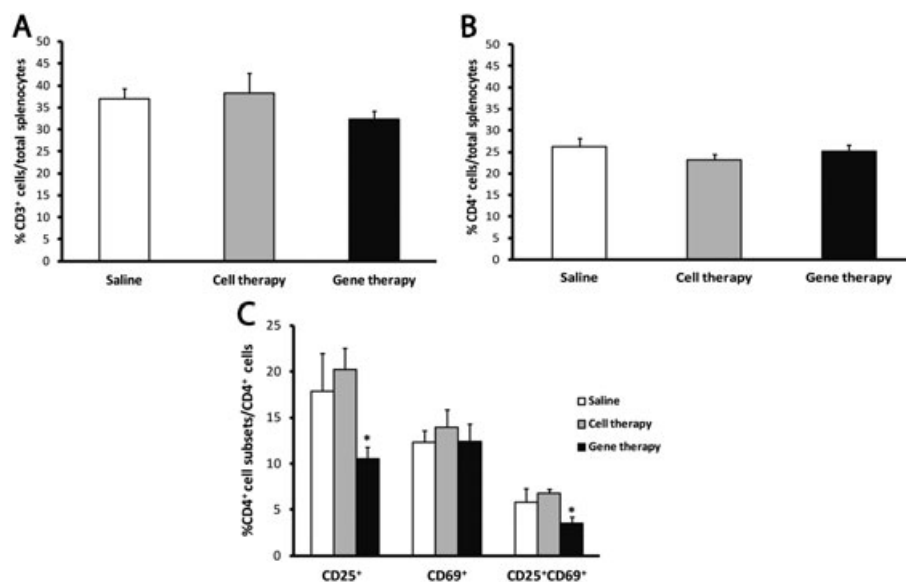 A
50
45
40
35
30
25
20
15
10
5
0
% CD3⁺ cells/total splenocytes
Saline Cell therapy Gene therapy
B
50
45
40
35
30
25
20
15
10
5
0
% CD4⁺ cells/total splenocytes
Saline Cell therapy Gene therapy
C
25
20
15
10
5
0
%CD4⁺ cell subsets/CD4⁺ cells
*
*
Saline
Cell therapy
Gene therapy
CD25⁺ CD69⁺ CD25⁺CD69⁺